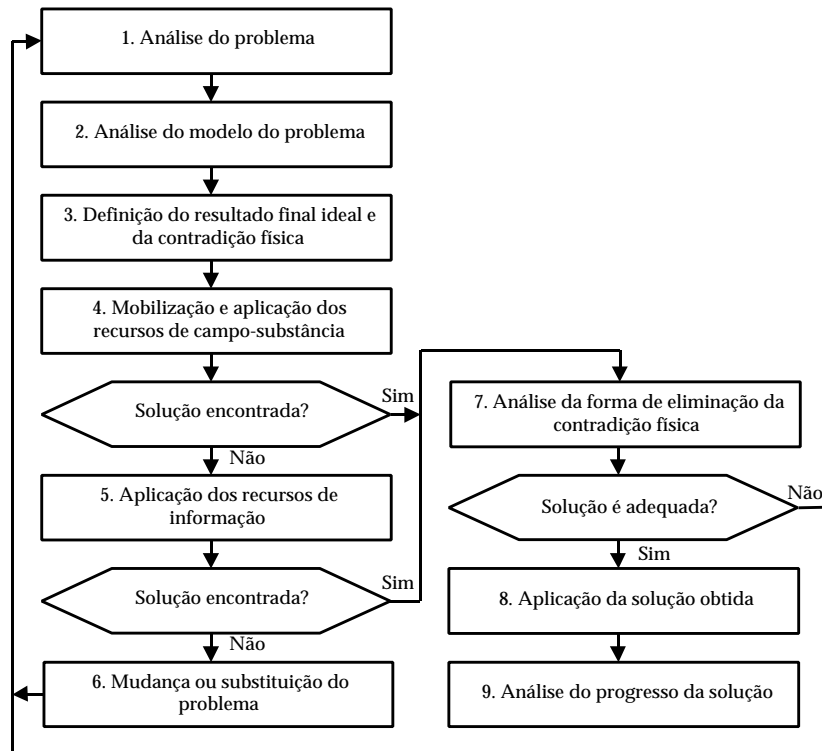 1. Análise do problema
2. Análise do modelo do problema
3. Definição do resultado final ideal e
da contradição física
4. Mobilização e aplicação dos
recursos de campo-substância
Solução encontrada?
Sim
Não
5. Aplicação dos recursos de
informação
Solução encontrada?
Sim
Não
6. Mudança ou substituição do
problema
7. Análise da forma de eliminação da
contradição física
Solução é adequada?
Não
Sim
8. Aplicação da solução obtida
9. Análise do progresso da solução